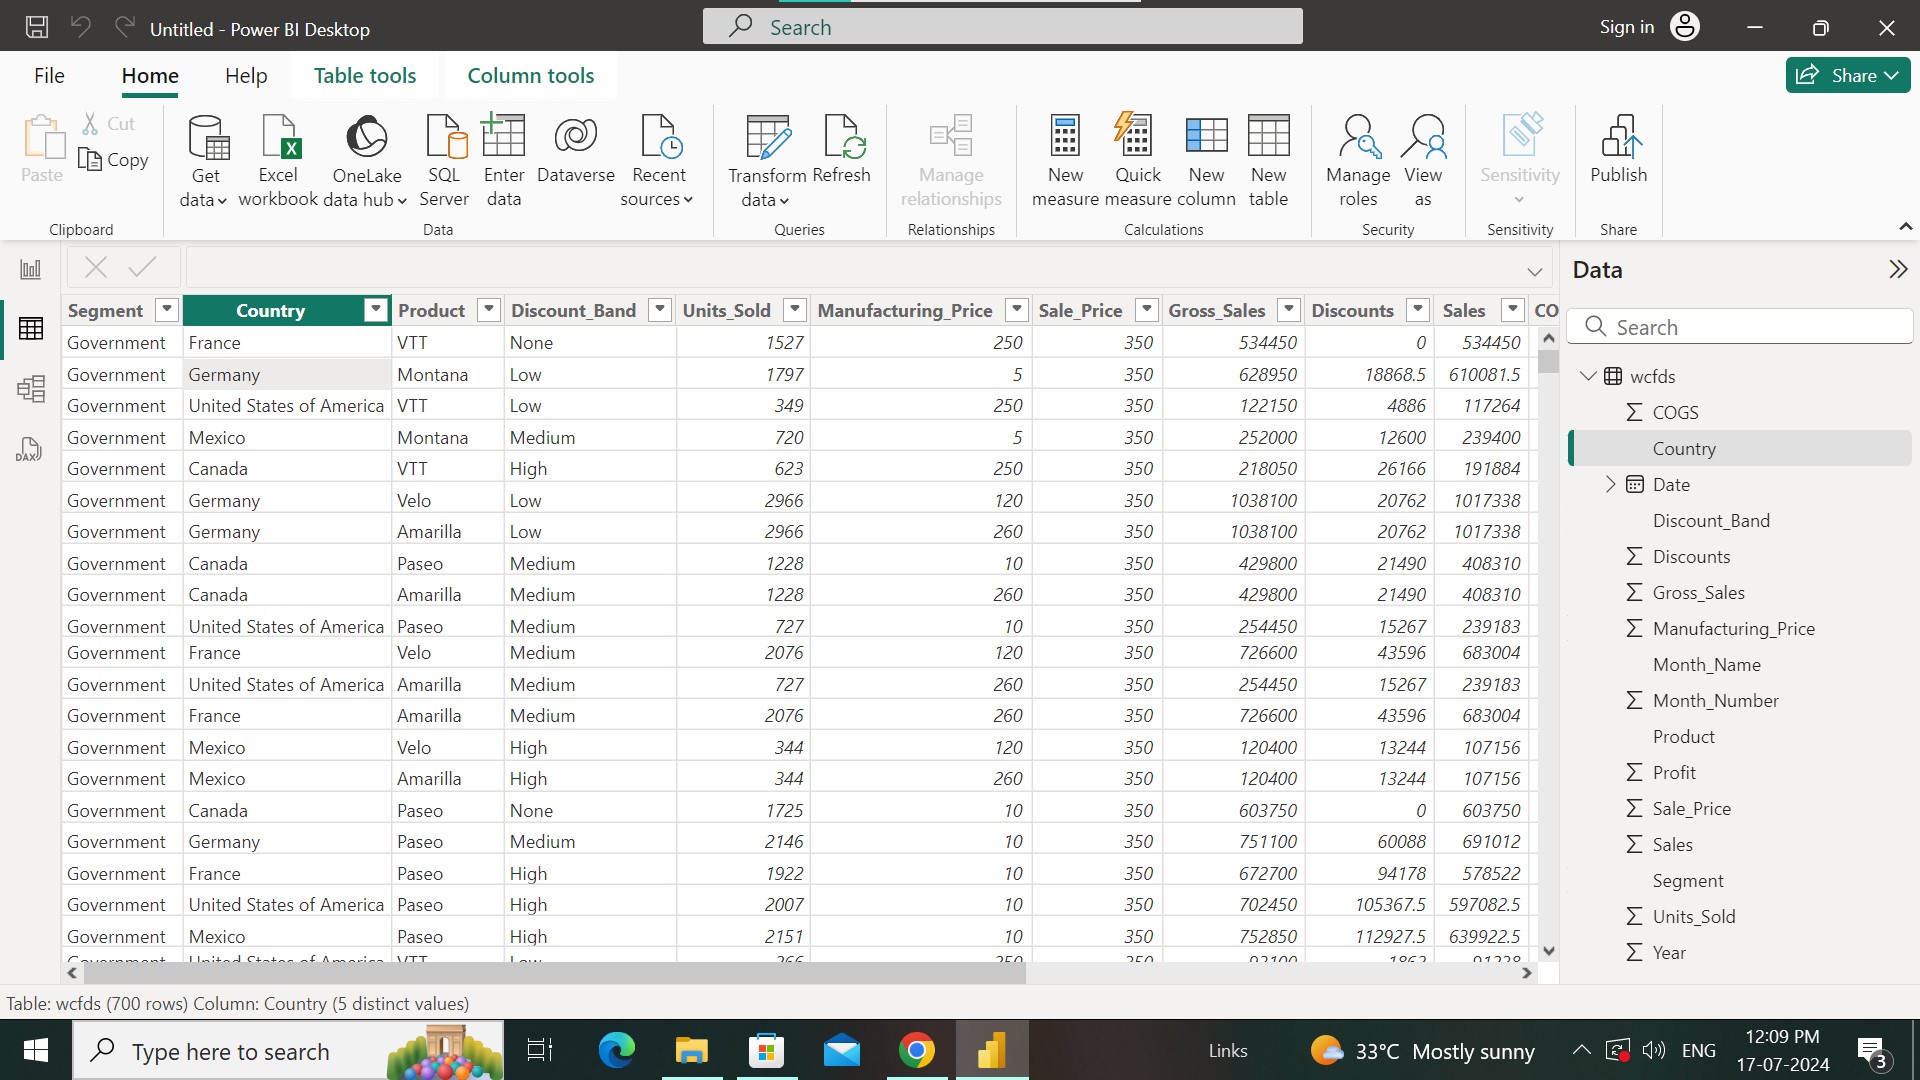 Untitled - Power BI Desktop
Search
Sign in
File Home Help Table tools Column tools
Share
Paste
Cut
Copy
Clipboard
Get data
Excel workbook
OneLake data hub
SQL Server
Enter data
Dataverse
Recent sources
Data
Transform data
Refresh
Queries
Manage relationships
Relationships
New measure
Quick measure
New column
New table
Calculations
Manage roles
View as
Security
Sensitivity
Sensitivity
Publish
Share
Segment Country Product Discount_Band Units_Sold Manufacturing_Price Sale_Price Gross_Sales Discounts Sales CO
Government France VTT None 1527 250 350 534450 0 534450
Government Germany Montana Low 1797 5 350 628950 18868.5 610081.5
Government United States of America VTT Low 349 250 350 122150 4886 117264
Government Mexico Montana Medium 720 5 350 252000 12600 239400
Government Canada VTT High 623 250 350 218050 26166 191884
Government Germany Velo Low 2966 120 350 1038100 20762 1017338
Government Germany Amarilla Low 2966 260 350 1038100 20762 1017338
Government Canada Paseo Medium 1228 10 350 429800 21490 408310
Government Canada Amarilla Medium 1228 260 350 429800 21490 408310
Government United States of America Paseo Medium 727 10 350 254450 15267 239183
Government France Velo Medium 2076 120 350 726600 43596 683004
Government United States of America Amarilla Medium 727 260 350 254450 15267 239183
Government France Amarilla Medium 2076 260 350 726600 43596 683004
Government Mexico Velo High 344 120 350 120400 13244 107156
Government Mexico Amarilla High 344 260 350 120400 13244 107156
Government Canada Paseo None 1725 10 350 603750 0 603750
Government Germany Paseo Medium 2146 10 350 751100 60088 691012
Government France Paseo High 1922 10 350 672700 94178 578522
Government United States of America Paseo High 2007 10 350 702450 105367.5 597082.5
Government Mexico Paseo High 2151 10 350 752850 112927.5 639922.5
Government United States of America VTT Low 266 250 350 93100 1862 91238
Data
Search
wcfds
COGS
Country
Date
Discount_Band
Discounts
Gross_Sales
Manufacturing_Price
Month_Name
Month_Number
Product
Profit
Sale_Price
Sales
Segment
Units_Sold
Year
DAX
Table: wcfds (700 rows) Column: Country (5 distinct values)
Type here to search
Links
33°C Mostly sunny
ENG
12:09 PM
17-07-2024
3